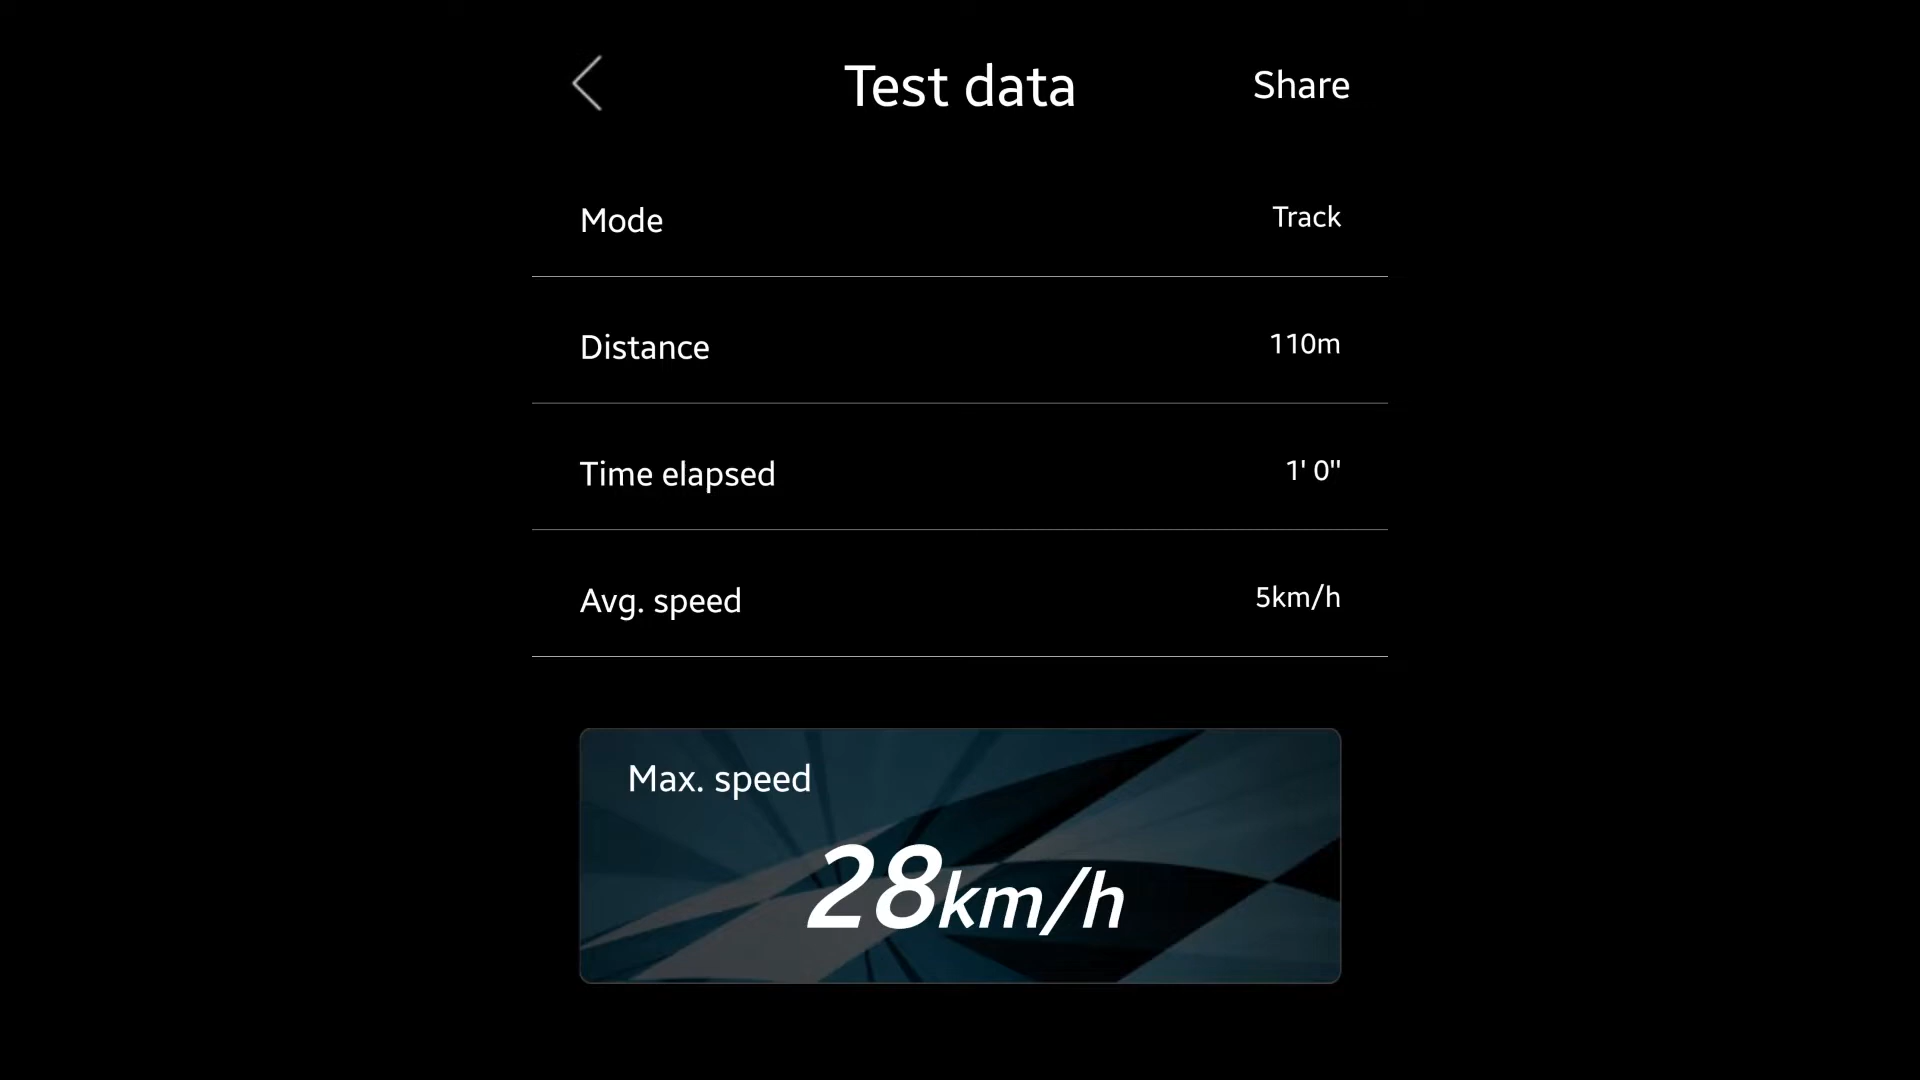 Test data
Share
Mode
Track
Distance
110m
Time elapsed
1' 0"
Avg. speed
5km/h
Max. speed
28km/h